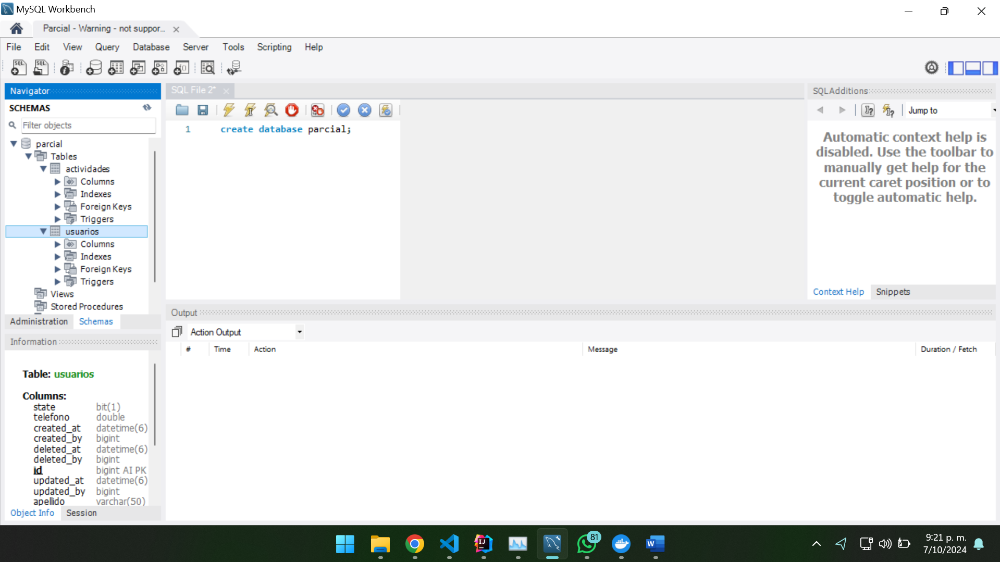 MySQL Workbench
Parcial - Warning - not suppor...
File Edit View Query Database Server Tools Scripting Help
Navigator
SCHEMAS
Filter objects
parcial
Tables
actividades
Columns
Indexes
Foreign Keys
Triggers
usuarios
Columns
Indexes
Foreign Keys
Triggers
Views
Stored Procedures
Administration Schemas
Information
Table: usuarios
Columns:
state bit(1)
telefono double
created_at datetime(6)
created_by bigint
deleted_at datetime(6)
deleted_by bigint
id bigint AI PK
updated_at datetime(6)
updated_by bigint
apellido varchar(50)
Object Info Session
SQL File 2*
1 create database parcial;
Output
Action Output
# Time Action Message Duration / Fetch
SQLAdditions
Jump to
Automatic context help is
disabled. Use the toolbar to
manually get help for the
current caret position or to
toggle automatic help.
Context Help Snippets
81
9:21 p. m.
7/10/2024